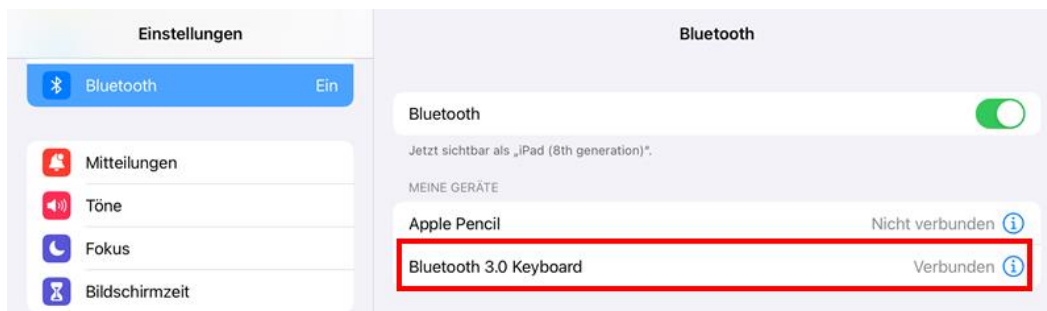 Einstellungen
Bluetooth Ein
Mitteilungen
Töne
Fokus
Bildschirmzeit
Bluetooth
Bluetooth
Jetzt sichtbar als „iPad (8th generation)“.
MEINE GERÄTE
Apple Pencil Nicht verbunden
Bluetooth 3.0 Keyboard Verbunden